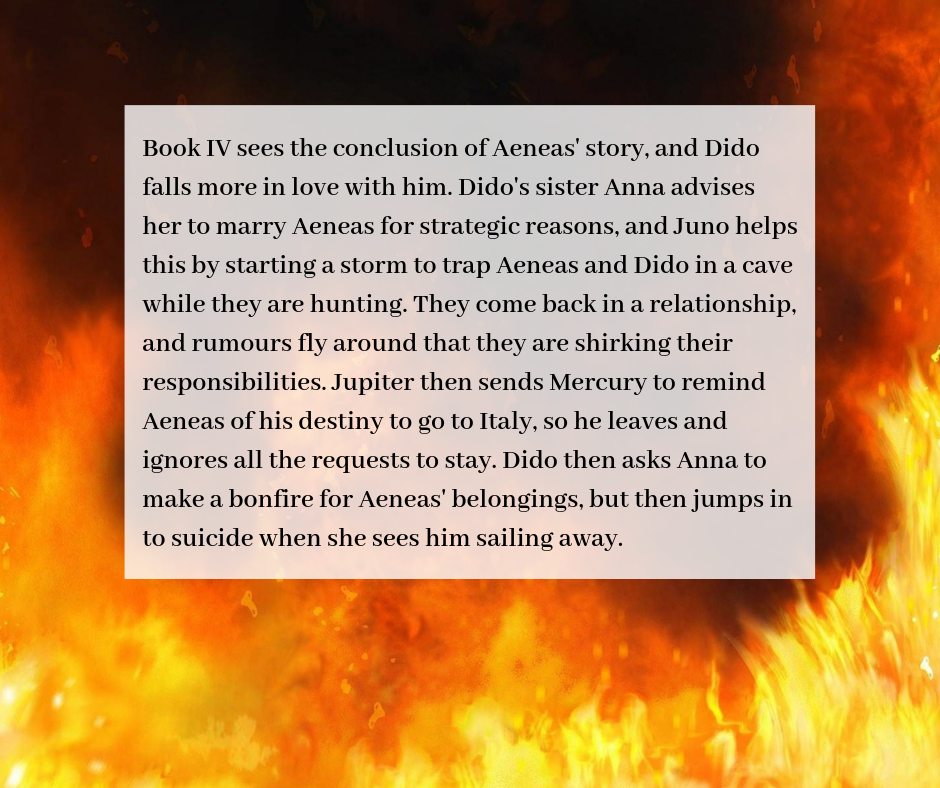 Book IV sees the conclusion of Aeneas' story, and Dido
falls more in love with him. Dido's sister Anna advises
her to marry Aeneas for strategic reasons, and Juno helps
this by starting a storm to trap Aeneas and Dido in a cave
while they are hunting. They come back in a relationship,
and rumours fly around that they are shirking their
responsibilities. Jupiter then sends Mercury to remind
Aeneas of his destiny to go to Italy, so he leaves and
ignores all the requests to stay. Dido then asks Anna to
make a bonfire for Aeneas' belongings, but then jumps in
to suicide when she sees him sailing away.